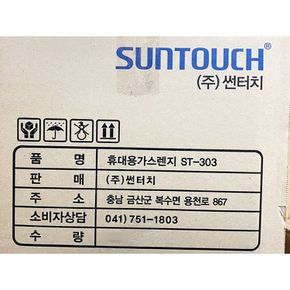 SUNTOUCH®
(주)썬터치
품 명 휴대용가스렌지 ST-303
판 매 (주)썬터치
주 소 충남 금산군 복수면 용천로 867
소비자상담 041) 751-1803
수 량